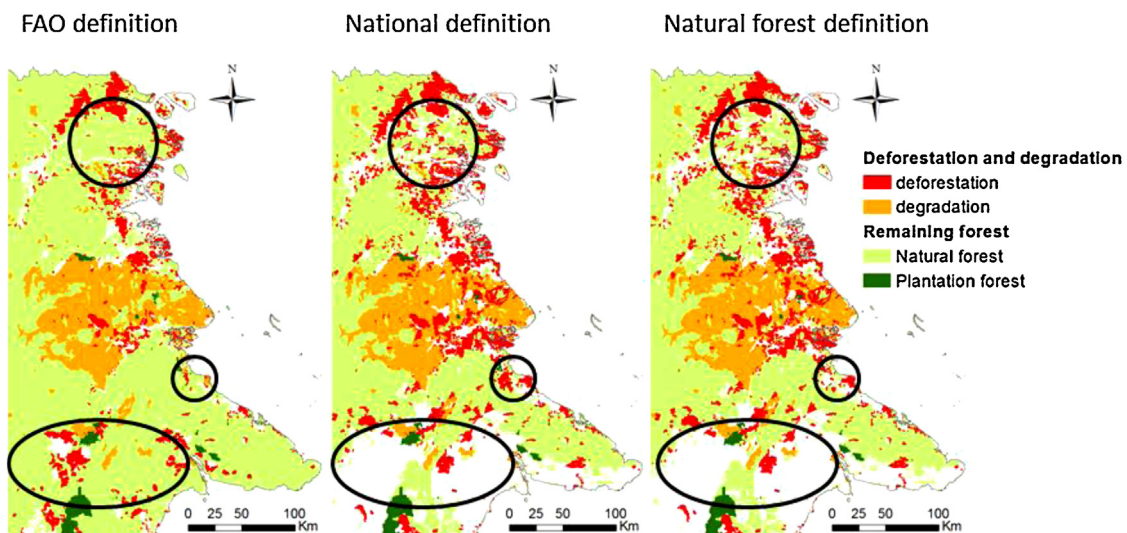 FAO definition
National definition
Natural forest definition
N
N
N
Deforestation and degradation
deforestation
degradation
Remaining forest
Natural forest
Plantation forest
0 25 50 100
Km
0 25 50 100
Km
0 25 50 100
Km